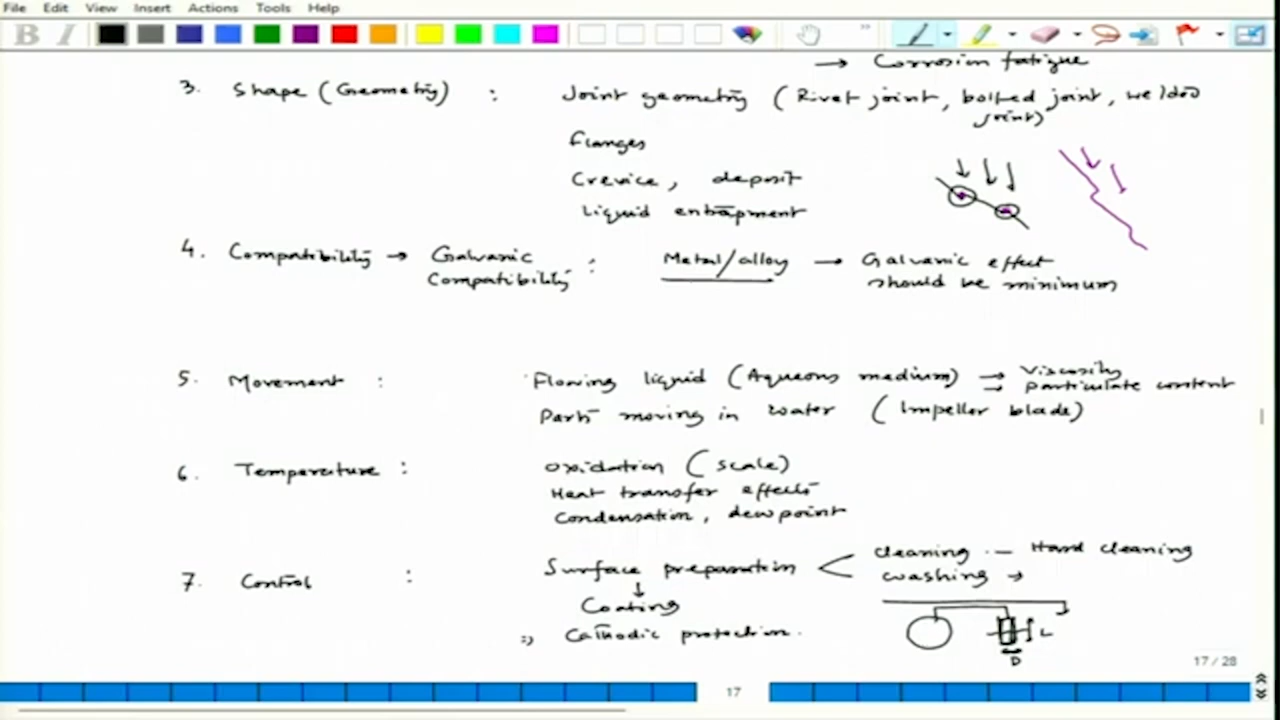 File Edit View Insert Actions Tools Help
B I
→ Corrosion fatigue
3. Shape (Geometry) : Joint geometry (Rivet joint, bolted joint, welded
joint)
flanges
Crevice, deposit
Liquid entrapment
4. Compatibility → Galvanic : Metal/alloy → Galvanic effect
Compatibility should be minimum
5. Movement : Flowing liquid (Aqueous medium) → Viscosity
→ particulate content
Parts moving in water (Impeller blade)
6. Temperature : Oxidation (scale)
Heat transfer effects
Condensation, dewpoint
7. Control : Surface preparation < cleaning – Hard cleaning
washing →
↓
Coating
⇒ Cathodic protection.
L
D
17 / 28
17